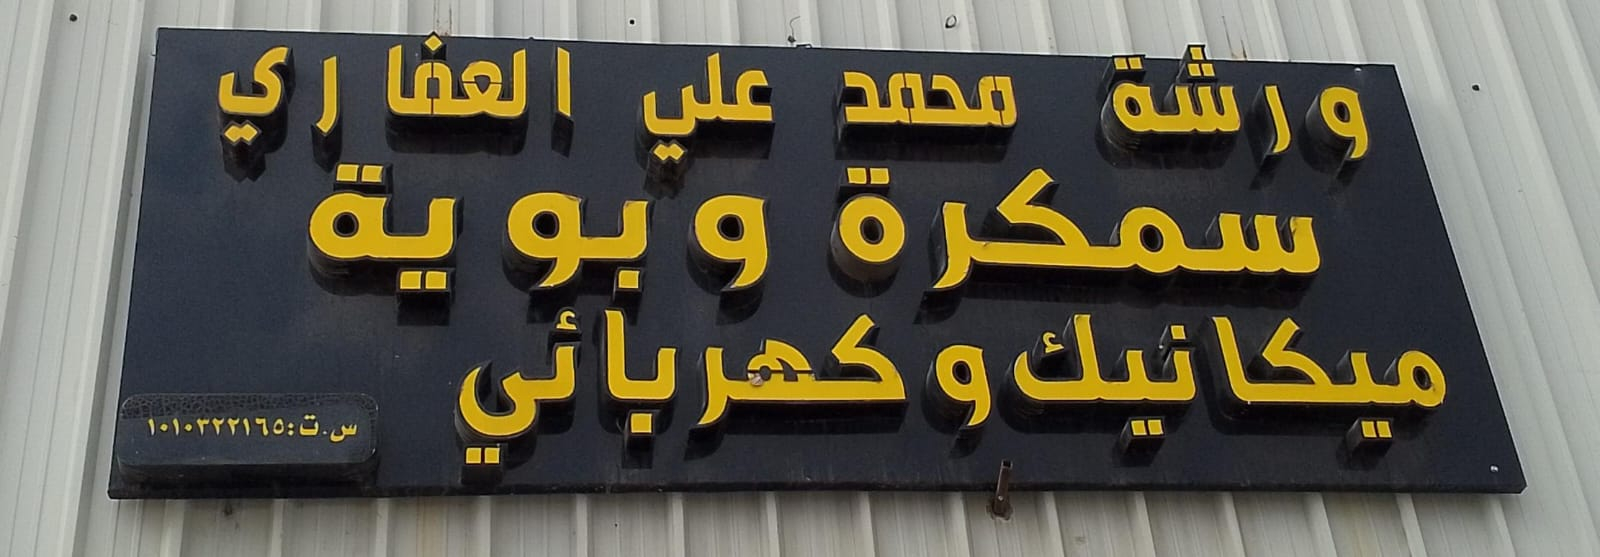 ورشة محمد علي العفاري
سمكرة وبوية
ميكانيك وكهربائي
س.ت:١٠١٠٣٢٢١٦٥